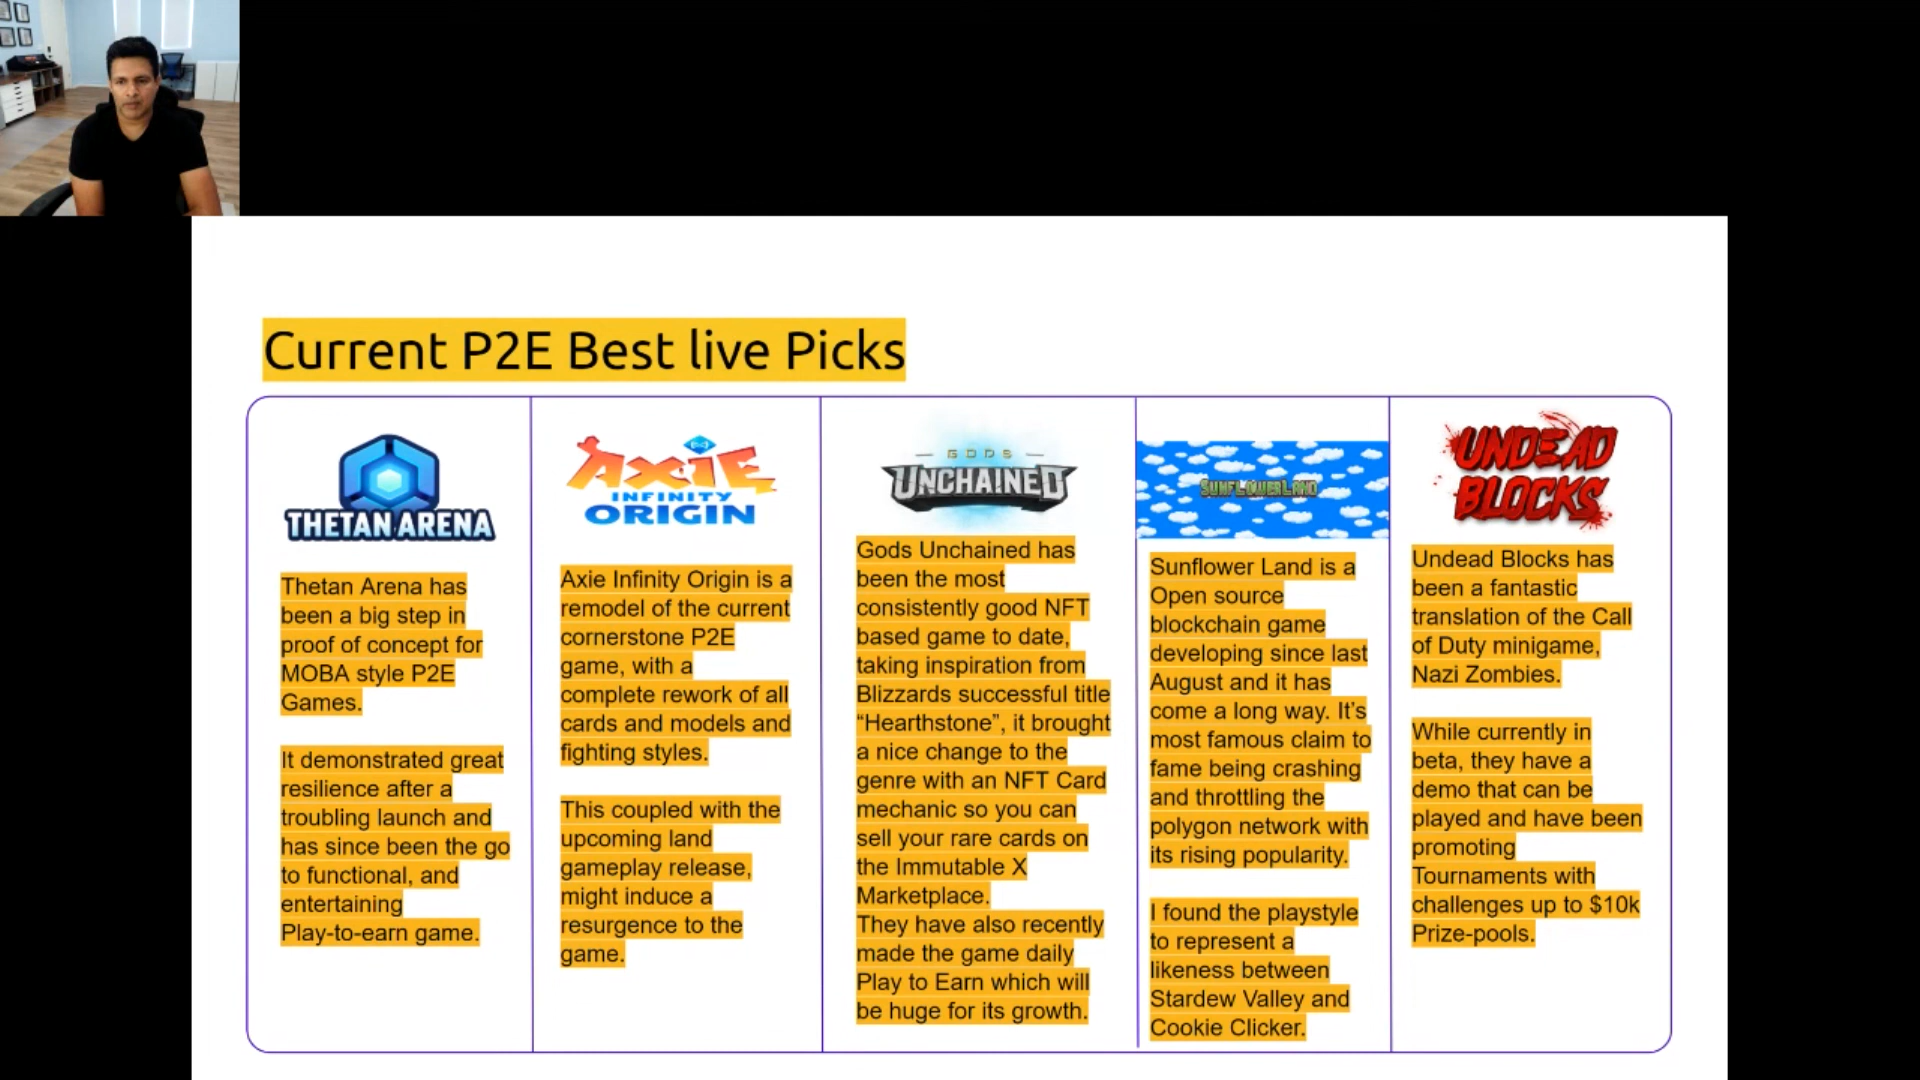 Current P2E Best live Picks
THETAN ARENA
Thetan Arena has
been a big step in
proof of concept for
MOBA style P2E
Games.
It demonstrated great
resilience after a
troubling launch and
has since been the go
to functional, and
entertaining
Play-to-earn game.
AXIE
INFINITY
ORIGIN
Axie Infinity Origin is a
remodel of the current
cornerstone P2E
game, with a
complete rework of all
cards and models and
fighting styles.
This coupled with the
upcoming land
gameplay release,
might induce a
resurgence to the
game.
GODS
UNCHAINED
Gods Unchained has
been the most
consistently good NFT
based game to date,
taking inspiration from
Blizzards successful title
“Hearthstone”, it brought
a nice change to the
genre with an NFT Card
mechanic so you can
sell your rare cards on
the Immutable X
Marketplace.
They have also recently
made the game daily
Play to Earn which will
be huge for its growth.
SUNFLOWER LAND
Sunflower Land is a
Open source
blockchain game
developing since last
August and it has
come a long way. It’s
most famous claim to
fame being crashing
and throttling the
polygon network with
its rising popularity.
I found the playstyle
to represent a
likeness between
Stardew Valley and
Cookie Clicker.
UNDEAD
BLOCKS
Undead Blocks has
been a fantastic
translation of the Call
of Duty minigame,
Nazi Zombies.
While currently in
beta, they have a
demo that can be
played and have been
promoting
Tournaments with
challenges up to $10k
Prize-pools.